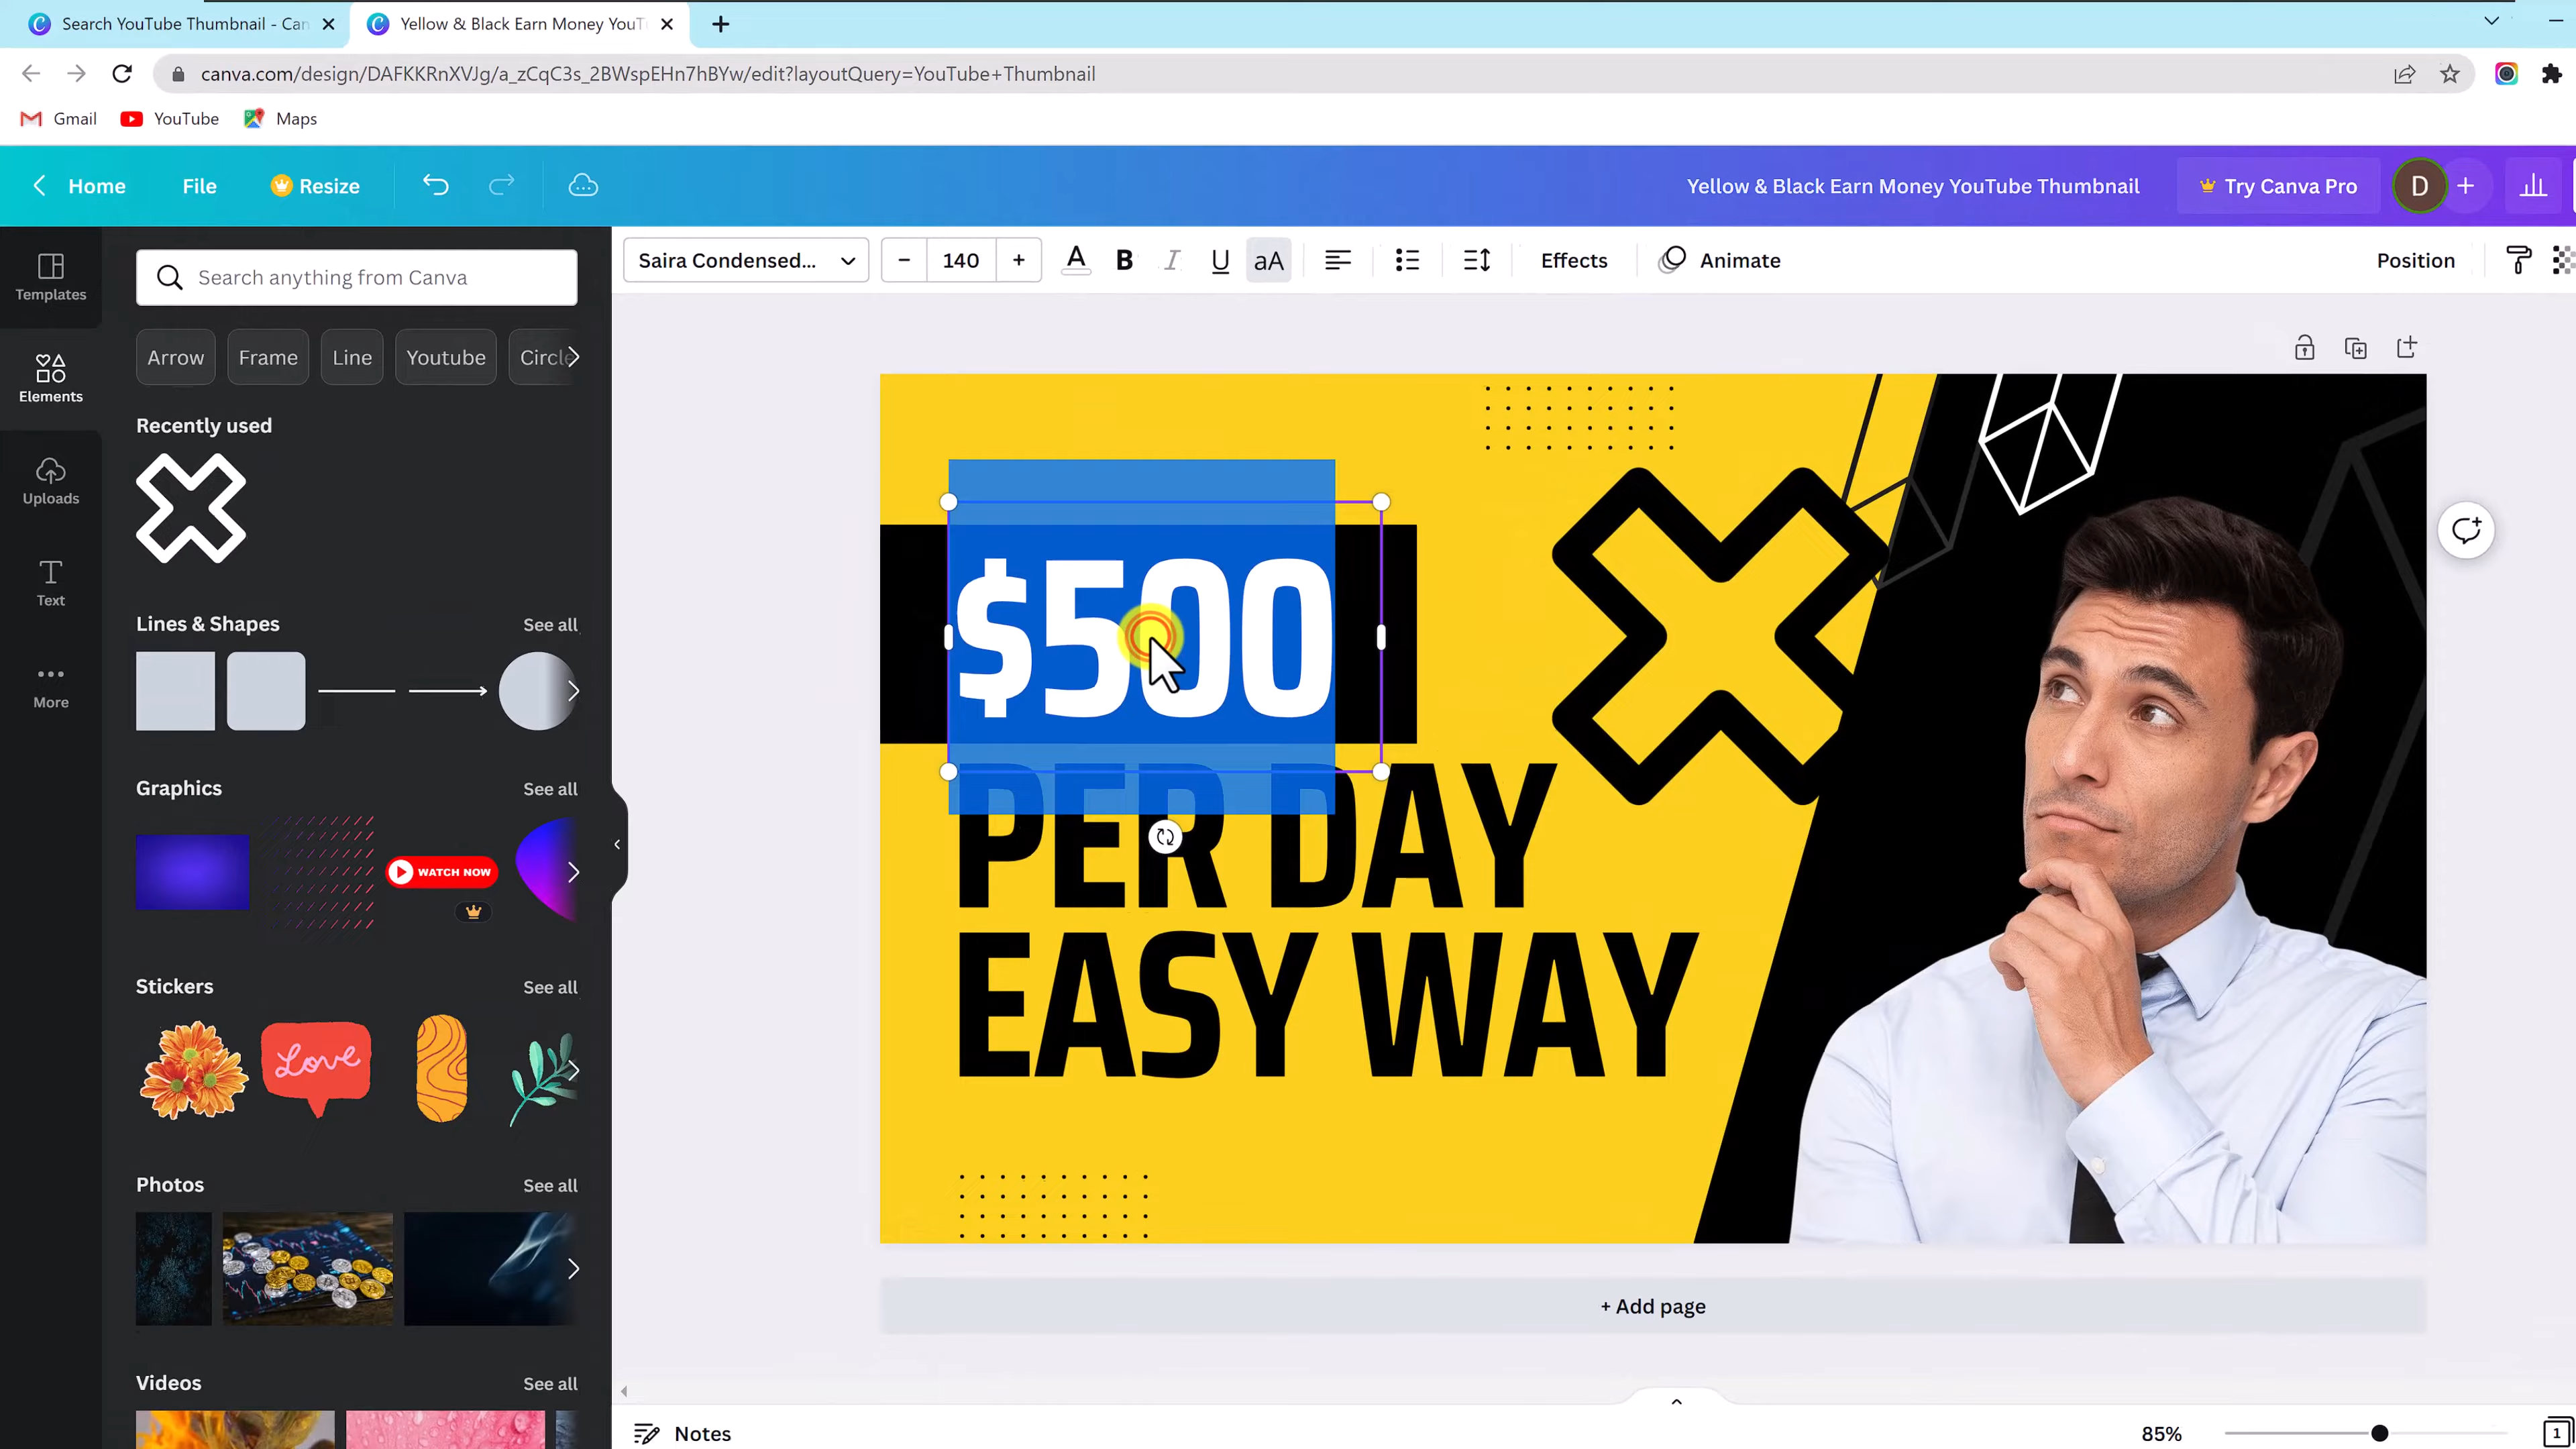 Search YouTube Thumbnail - Can
Yellow & Black Earn Money YouT
canva.com/design/DAFKKRnXVJg/a_zCqC3s_2BWspEHn7hBYw/edit?layoutQuery=YouTube+Thumbnail
Gmail
YouTube
Maps
Home
File
Resize
Yellow & Black Earn Money YouTube Thumbnail
Try Canva Pro
D
Templates
Elements
Uploads
Text
More
Search anything from Canva
Saira Condensed...
140
A
B
I
U
aA
Effects
Animate
Position
Arrow
Frame
Line
Youtube
Circle
Recently used
Lines & Shapes
See all
Graphics
See all
WATCH NOW
Stickers
See all
Love
Photos
See all
Videos
See all
$500
PER DAY
EASY WAY
+ Add page
Notes
85%
1